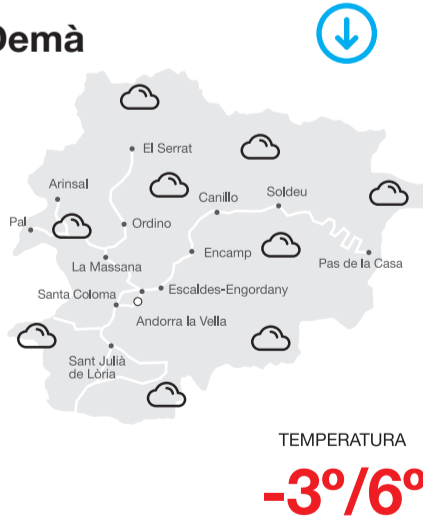 Demà
El Serrat
Arinsal
Canillo
Soldeu
Pal
Ordino
Encamp
La Massana
Pas de la Casa
Santa Coloma
Escaldes-Engordany
Andorra la Vella
Sant Julià
de Lòria
TEMPERATURA
-3º/6º